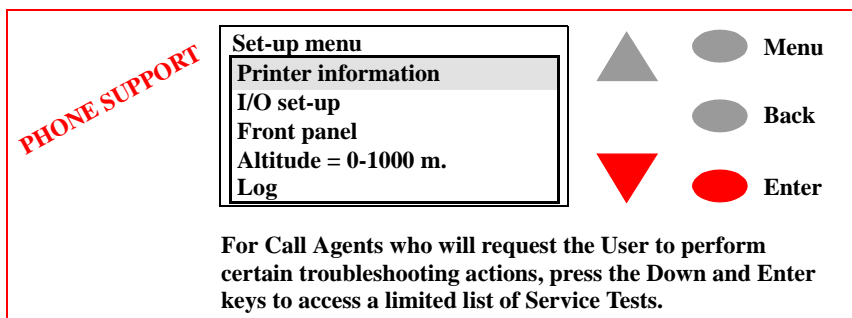 PHONE SUPPORT
Set-up menu
Printer information
I/O set-up
Front panel
Altitude = 0-1000 m.
Log
Menu
Back
Enter
For Call Agents who will request the User to perform
certain troubleshooting actions, press the Down and Enter
keys to access a limited list of Service Tests.